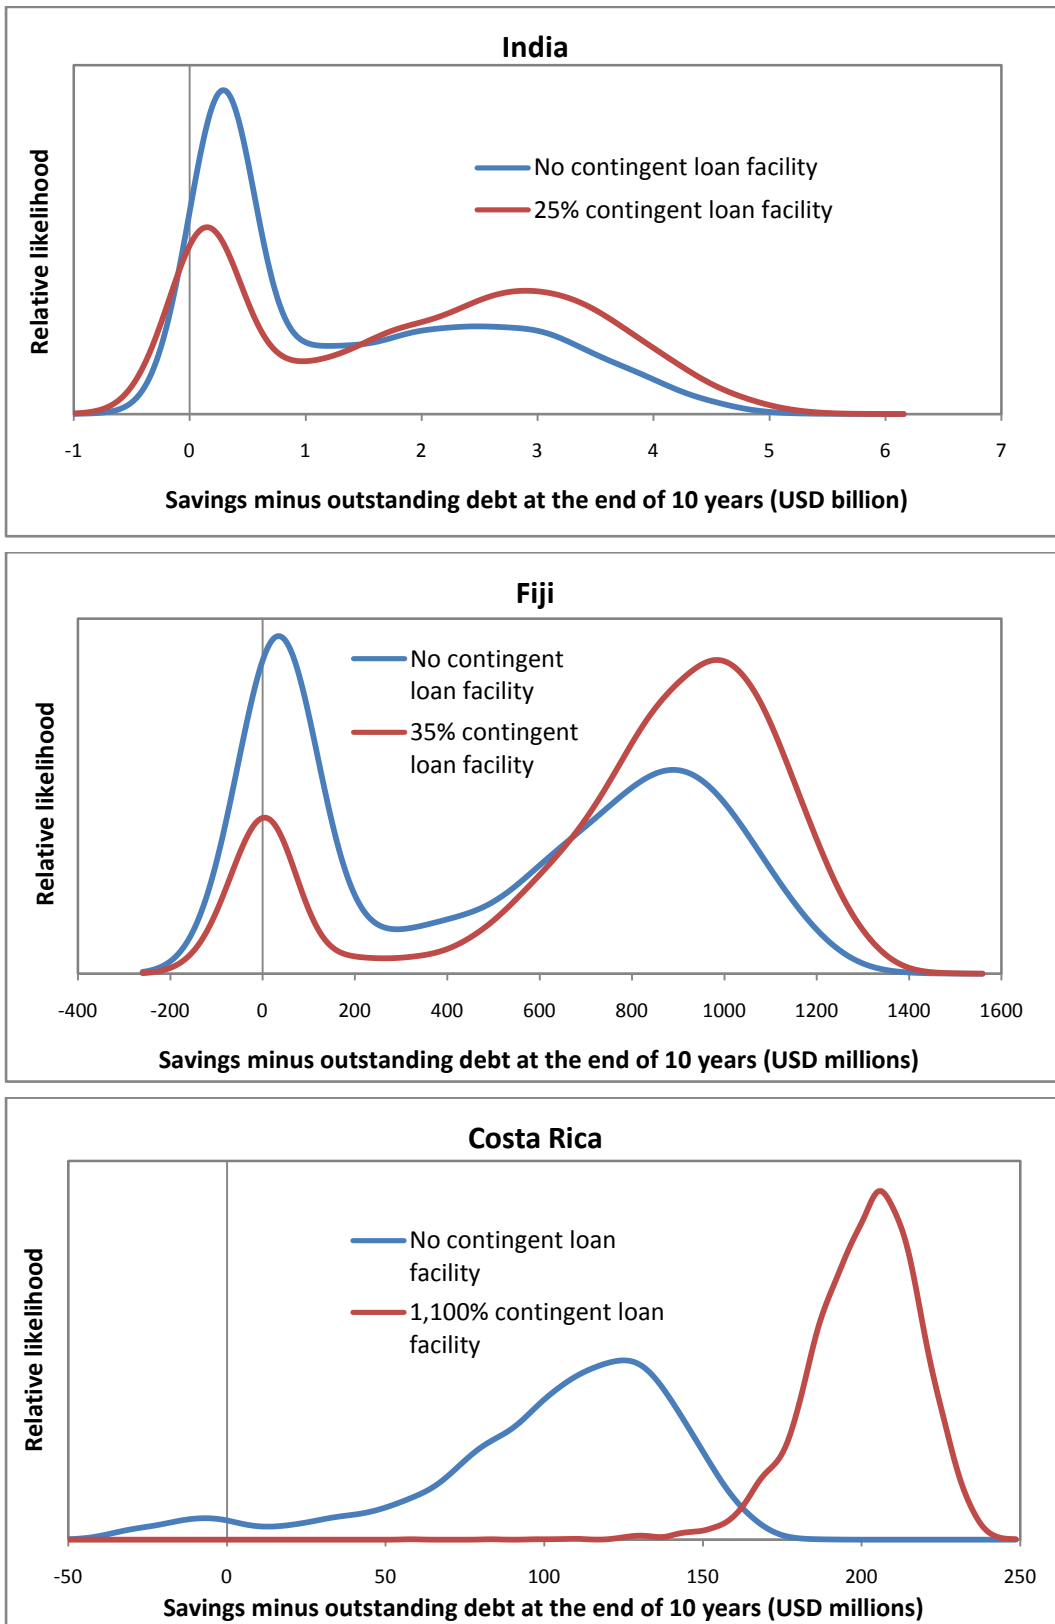 India
Relative likelihood
No contingent loan facility
25% contingent loan facility
-1 0 1 2 3 4 5 6 7
Savings minus outstanding debt at the end of 10 years (USD billion)
Fiji
Relative likelihood
No contingent
loan facility
35% contingent
loan facility
-400 -200 0 200 400 600 800 1000 1200 1400 1600
Savings minus outstanding debt at the end of 10 years (USD millions)
Costa Rica
Relative likelihood
No contingent loan
facility
1,100% contingent loan
facility
-50 0 50 100 150 200 250
Savings minus outstanding debt at the end of 10 years (USD millions)